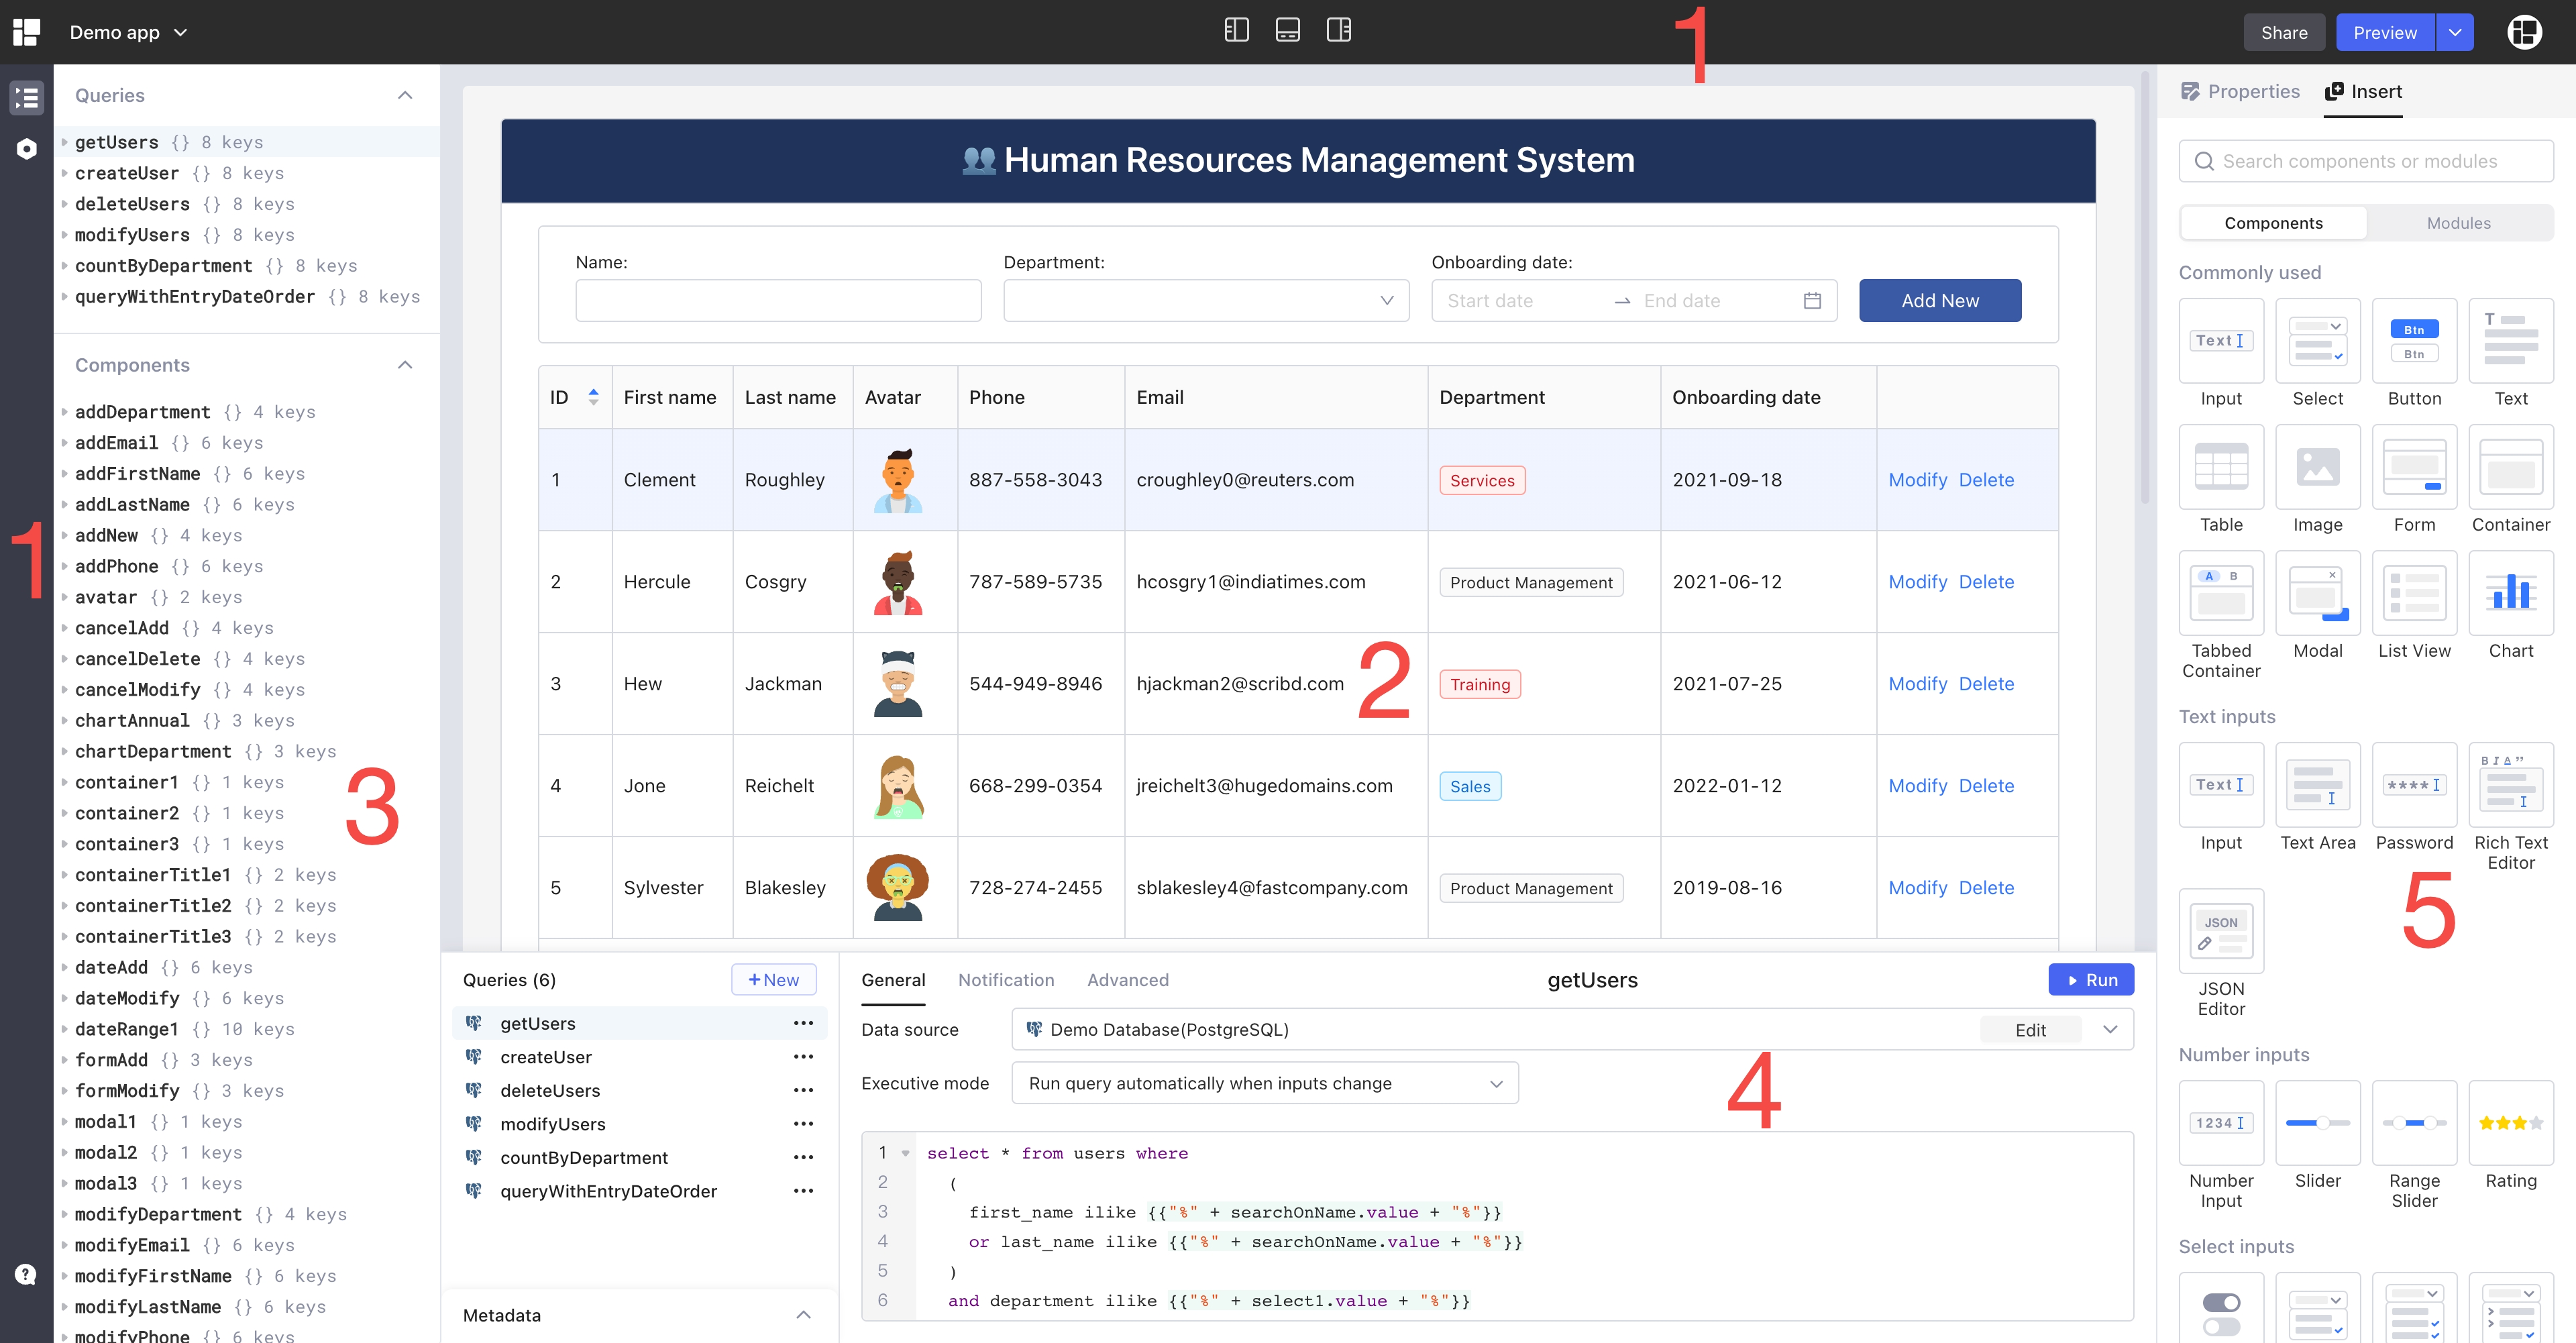 Demo app
1
Share
Preview
Queries
getUsers {} 8 keys
createUser {} 8 keys
deleteUsers {} 8 keys
modifyUsers {} 8 keys
countByDepartment {} 8 keys
queryWithEntryDateOrder {} 8 keys
Components
addDepartment {} 4 keys
addEmail {} 6 keys
addFirstName {} 6 keys
addLastName {} 6 keys
1
addNew {} 4 keys
addPhone {} 6 keys
avatar {} 2 keys
cancelAdd {} 4 keys
cancelDelete {} 4 keys
cancelModify {} 4 keys
chartAnnual {} 3 keys
chartDepartment {} 3 keys
container1 {} 1 keys
3
container2 {} 1 keys
container3 {} 1 keys
containerTitle1 {} 2 keys
containerTitle2 {} 2 keys
containerTitle3 {} 2 keys
dateAdd {} 6 keys
dateModify {} 6 keys
dateRange1 {} 10 keys
formAdd {} 3 keys
formModify {} 3 keys
modal1 {} 1 keys
modal2 {} 1 keys
modal3 {} 1 keys
modifyDepartment {} 4 keys
modifyEmail {} 6 keys
modifyFirstName {} 6 keys
modifyLastName {} 6 keys
modifyPhone {} 6 keys
Human Resources Management System
Name:
Department:
Onboarding date:
Start date → End date
Add New
ID First name Last name Avatar Phone Email Department Onboarding date
1 Clement Roughley 887-558-3043 croughley0@reuters.com Services 2021-09-18 Modify Delete
2 Hercule Cosgry 787-589-5735 hcosgry1@indiatimes.com Product Management 2021-06-12 Modify Delete
3 Hew Jackman 544-949-8946 hjackman2@scribd.com Training 2021-07-25 Modify Delete
2
4 Jone Reichelt 668-299-0354 jreichelt3@hugedomains.com Sales 2022-01-12 Modify Delete
5 Sylvester Blakesley 728-274-2455 sblakesley4@fastcompany.com Product Management 2019-08-16 Modify Delete
Queries (6)
+ New
getUsers
createUser
deleteUsers
modifyUsers
countByDepartment
queryWithEntryDateOrder
Metadata
General Notification Advanced
getUsers
Run
Data source
Demo Database(PostgreSQL)
Edit
Executive mode
Run query automatically when inputs change
4
1 select * from users where
2 (
3 first_name ilike {{"%" + searchOnName.value + "%"}}
4 or last_name ilike {{"%" + searchOnName.value + "%"}}
5 )
6 and department ilike {{"%" + select1.value + "%"}}
Properties
Insert
Search components or modules
Components
Modules
Commonly used
Text
Btn
Btn
T
Input
Select
Button
Text
Table
Image
Form
Container
A B
Tabbed
Container
Modal
List View
Chart
Text inputs
Text
****
B I A "
Input
Text Area
Password
Rich Text
Editor
5
JSON
JSON
Editor
Number inputs
1234
Number
Input
Slider
Range
Slider
Rating
Select inputs